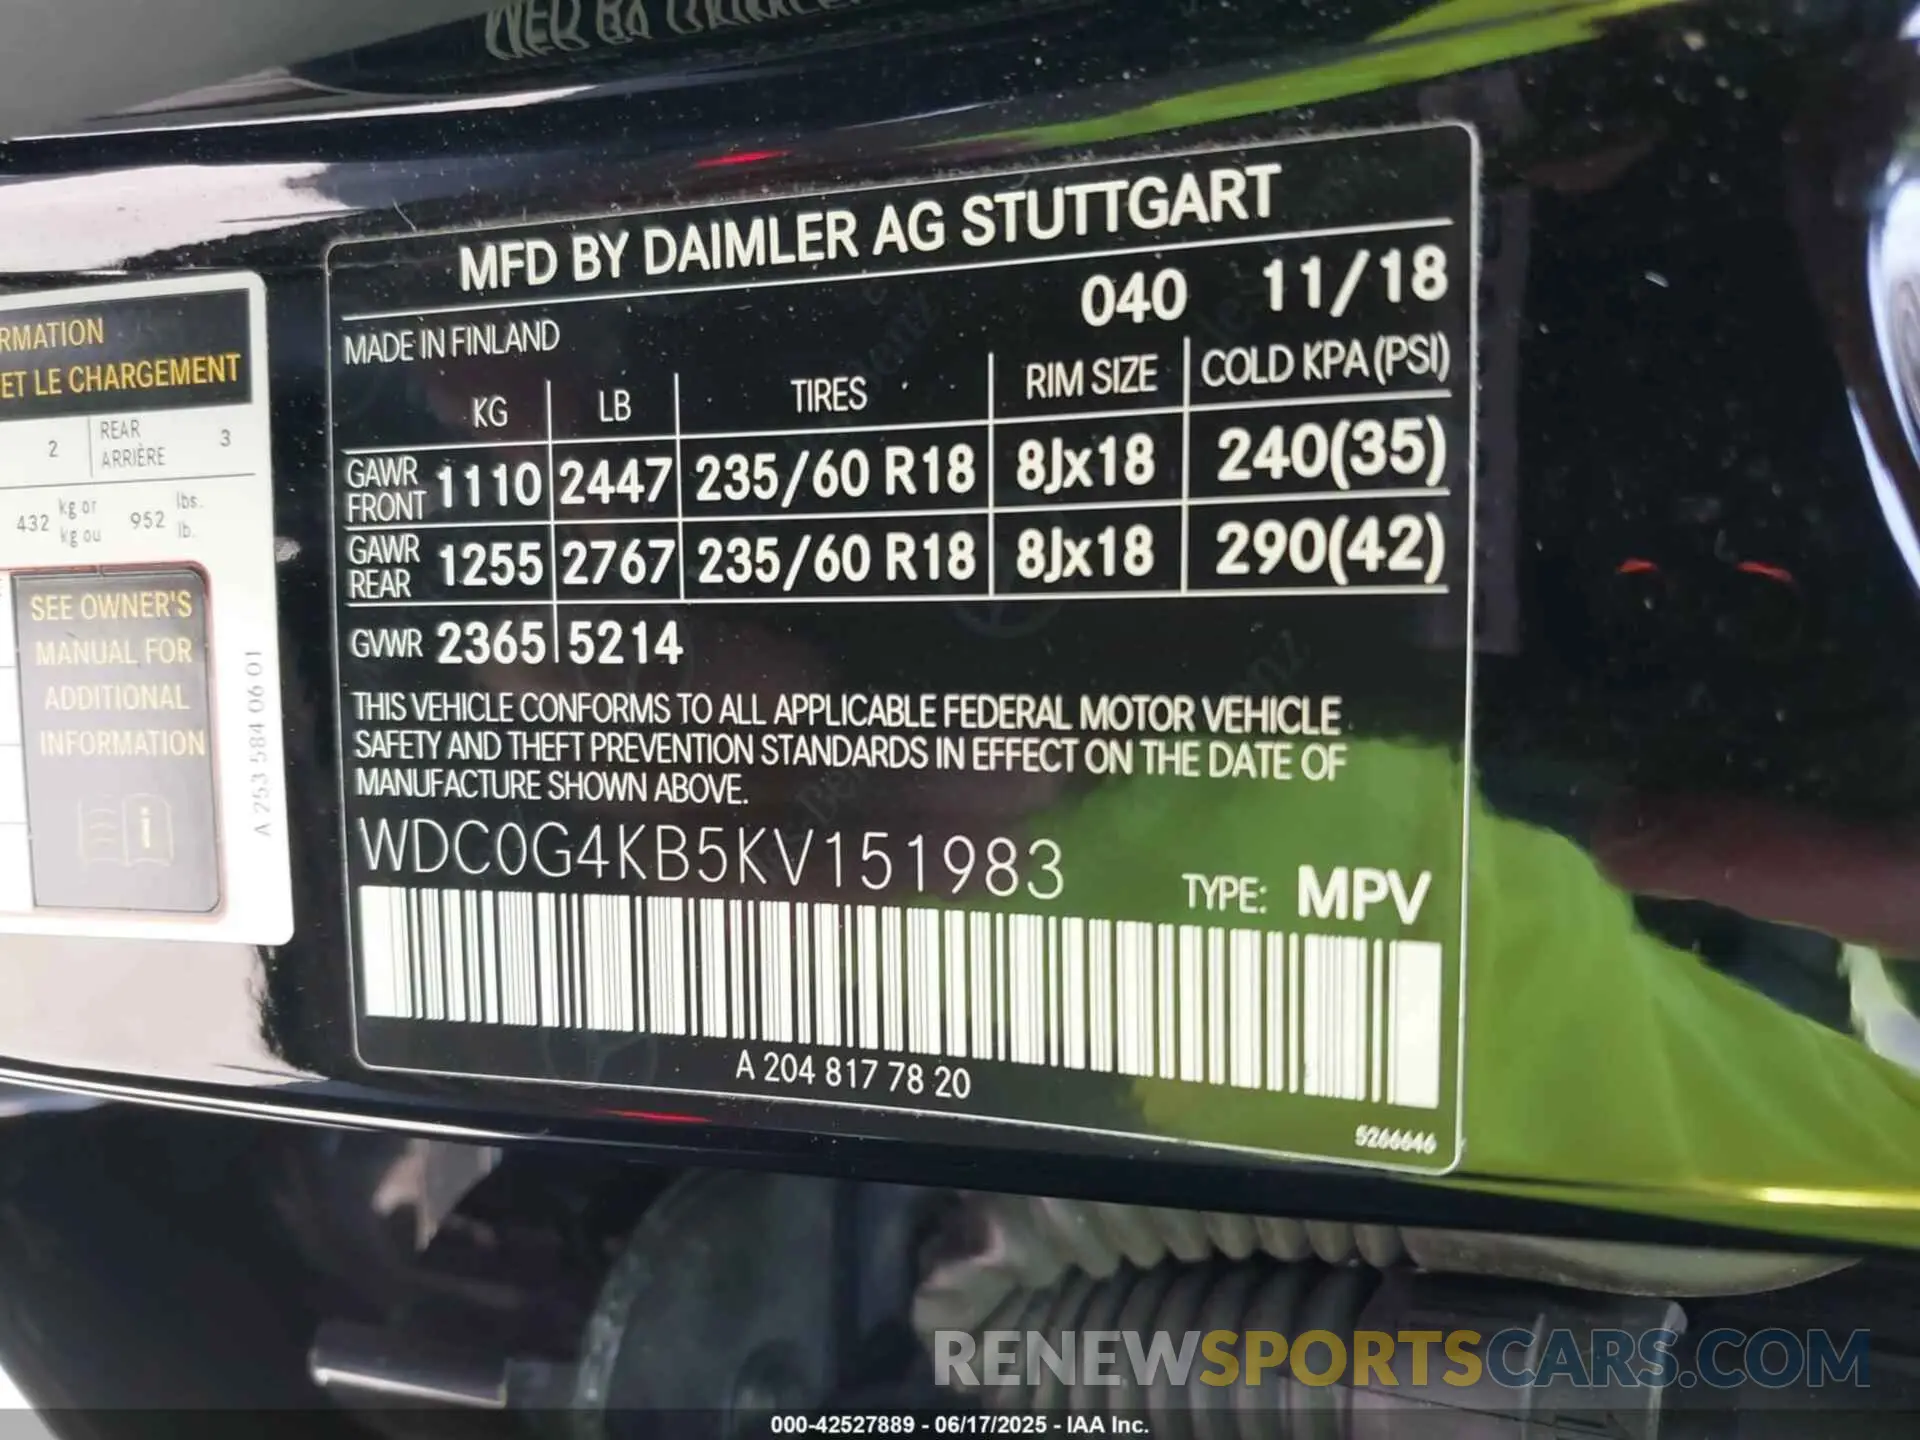 MFD BY DAIMLER AG STUTTGART
040 11/18
MADE IN FINLAND
KG LB TIRES RIM SIZE COLD KPA (PSI)
GAWR FRONT 1110 2447 235/60 R18 8Jx18 240(35)
GAWR REAR 1255 2767 235/60 R18 8Jx18 290(42)
GVWR 2365 5214
THIS VEHICLE CONFORMS TO ALL APPLICABLE FEDERAL MOTOR VEHICLE
SAFETY AND THEFT PREVENTION STANDARDS IN EFFECT ON THE DATE OF
MANUFACTURE SHOWN ABOVE.
WDC0G4KB5KV151983
TYPE: MPV
A 204 817 78 20
5266646
ET LE CHARGEMENT
2 REAR 3
ARRIÈRE
432 kg or 952 lbs.
kg ou lb.
SEE OWNER'S
MANUAL FOR
ADDITIONAL
INFORMATION
i
A 253 584 06 01
RENEWSPORTSCARS.COM
000-42527889 - 06/17/2025 - IAA Inc.